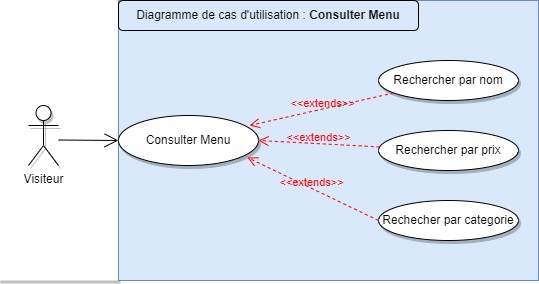 Diagramme de cas d'utilisation : Consulter Menu
Rechercher par nom
<<extends>>
Consulter Menu
<<extends>>
Rechercher par prix
Visiteur
<<extends>>
Rechecher par categorie